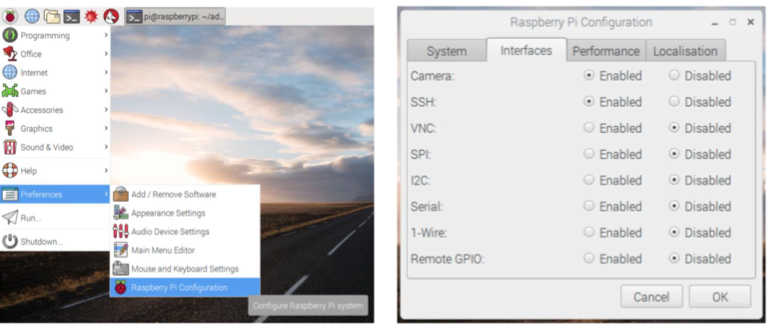 pi@raspberrypi: ~/ad...
Programming
Office
Internet
Games
Accessories
Graphics
Sound & Video
Help
Preferences
Run...
Shutdown...
Add / Remove Software
Appearance Settings
Audio Device Settings
Main Menu Editor
Mouse and Keyboard Settings
Raspberry Pi Configuration
Configure Raspberry Pi system
Raspberry Pi Configuration
System Interfaces Performance Localisation
Camera: Enabled Disabled
SSH: Enabled Disabled
VNC: Enabled Disabled
SPI: Enabled Disabled
I2C: Enabled Disabled
Serial: Enabled Disabled
1-Wire: Enabled Disabled
Remote GPIO: Enabled Disabled
Cancel OK